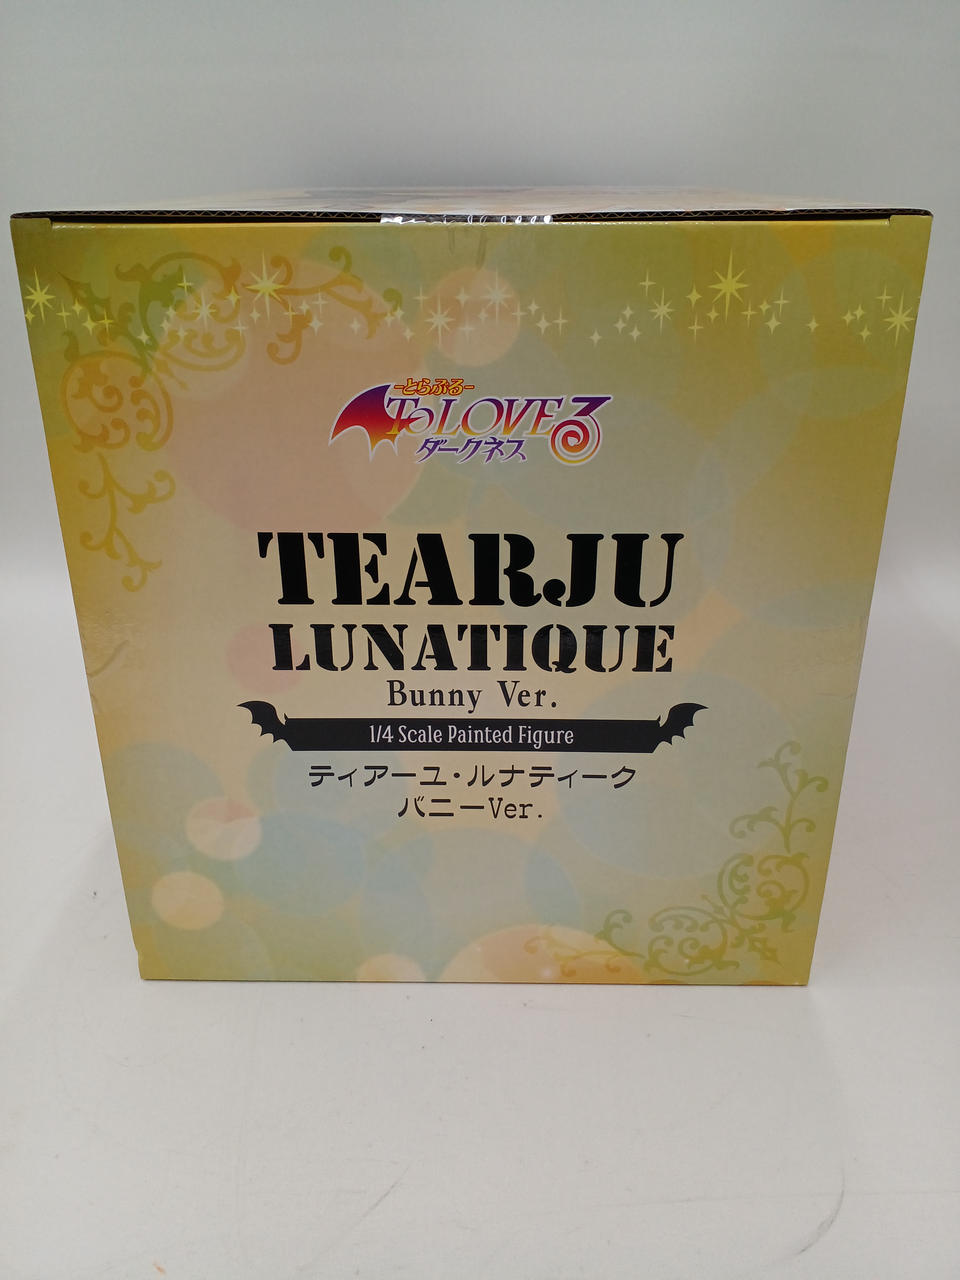 -とらぶる-
ToLOVEる
ダークネス
TEARJU
LUNATIQUE
Bunny Ver.
1/4 Scale Painted Figure
ティアーユ・ルナティーク
バニーVer.